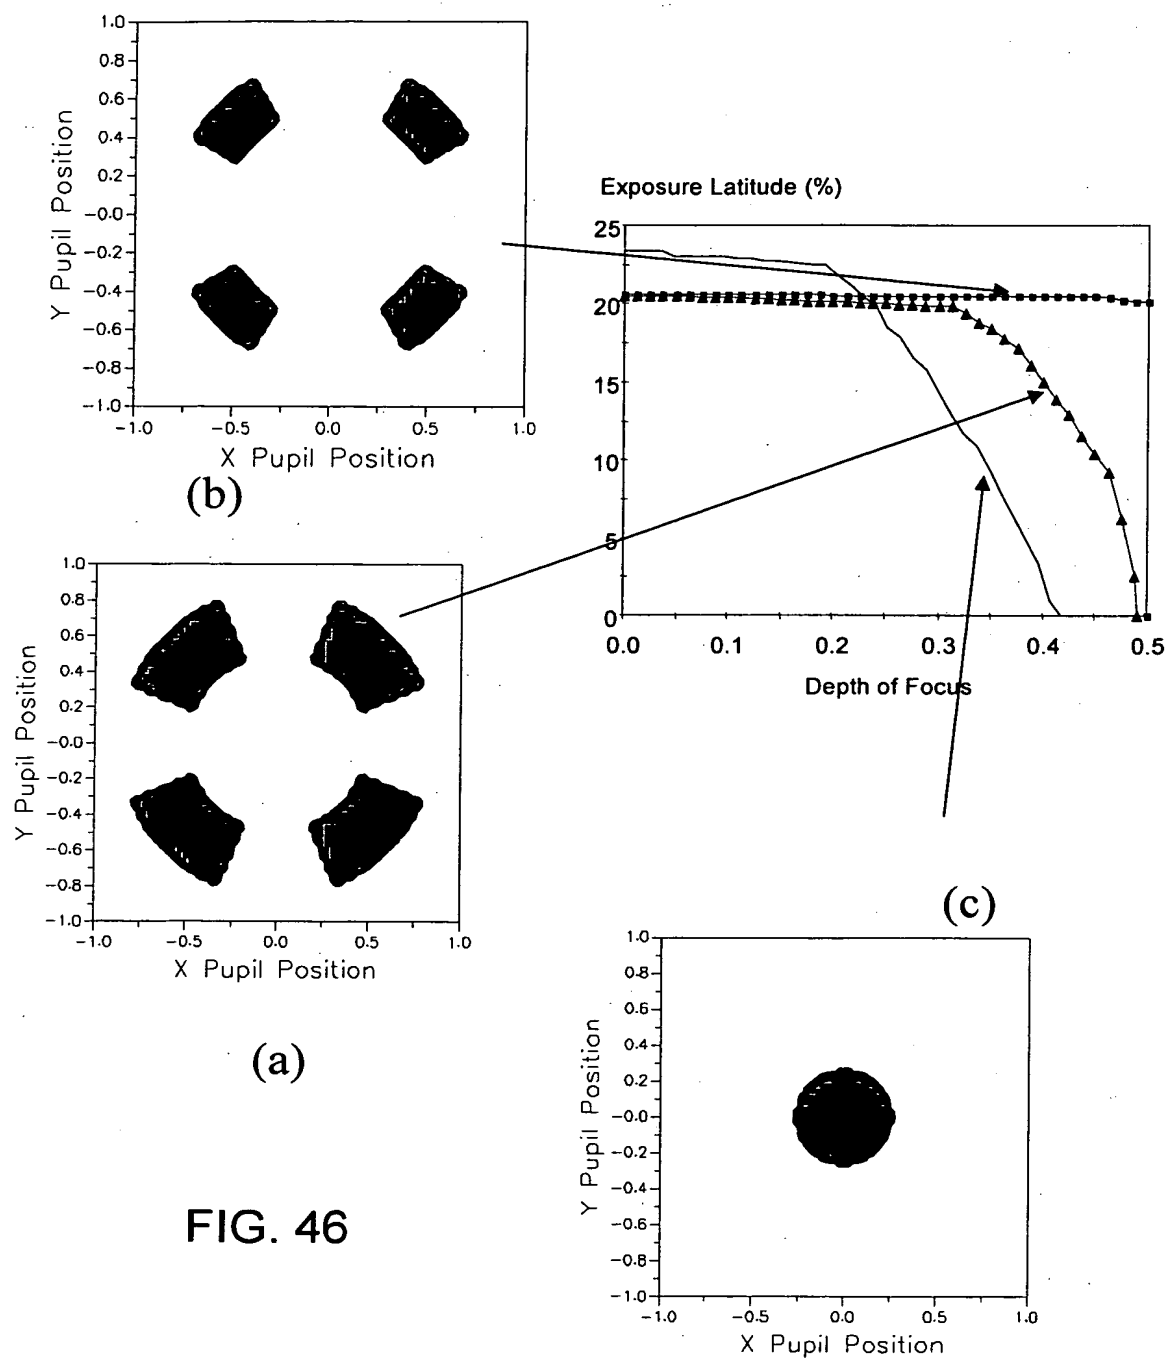 1.0
0.8
0.6
0.4
0.2
-0.0
-0.2
-0.4
-0.6
-0.8
-1.0
Y Pupil Position
-1.0 -0.5 0.0 0.5 1.0
X Pupil Position
(b)
Exposure Latitude (%)
25
20
15
10
5
0
0.0 0.1 0.2 0.3 0.4 0.5
Depth of Focus
1.0
0.8
0.6
0.4
0.2
-0.0
-0.2
-0.4
-0.6
-0.8
-1.0
Y Pupil Position
-1.0 -0.5 0.0 0.5 1.0
X Pupil Position
(a)
(c)
1.0
0.8
0.6
0.4
0.2
-0.0
-0.2
-0.4
-0.6
-0.8
-1.0
Y Pupil Position
-1.0 -0.5 0.0 0.5 1.0
X Pupil Position
FIG. 46